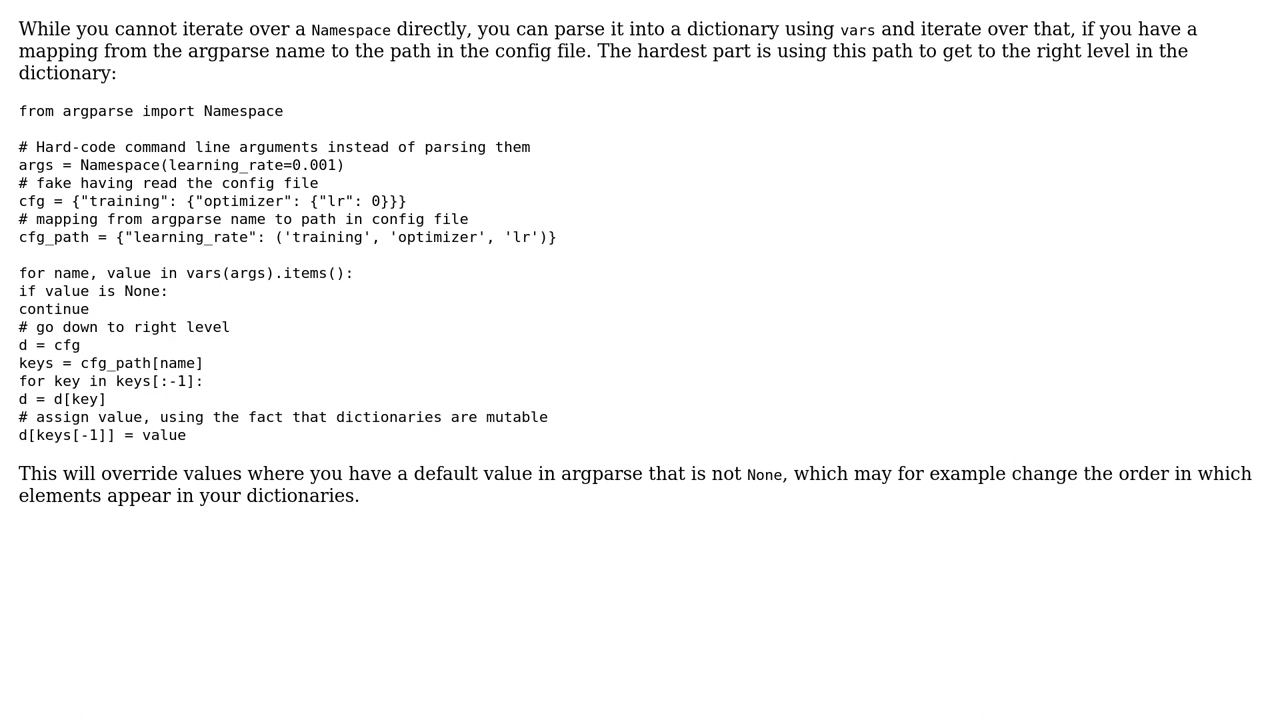 While you cannot iterate over a Namespace directly, you can parse it into a dictionary using vars and iterate over that, if you have a
mapping from the argparse name to the path in the config file. The hardest part is using this path to get to the right level in the
dictionary:
from argparse import Namespace
# Hard-code command line arguments instead of parsing them
args = Namespace(learning_rate=0.001)
# fake having read the config file
cfg = {"training": {"optimizer": {"lr": 0}}}
# mapping from argparse name to path in config file
cfg_path = {"learning_rate": ('training', 'optimizer', 'lr')}
for name, value in vars(args).items():
if value is None:
continue
# go down to right level
d = cfg
keys = cfg_path[name]
for key in keys[:-1]:
d = d[key]
# assign value, using the fact that dictionaries are mutable
d[keys[-1]] = value
This will override values where you have a default value in argparse that is not None, which may for example change the order in which
elements appear in your dictionaries.